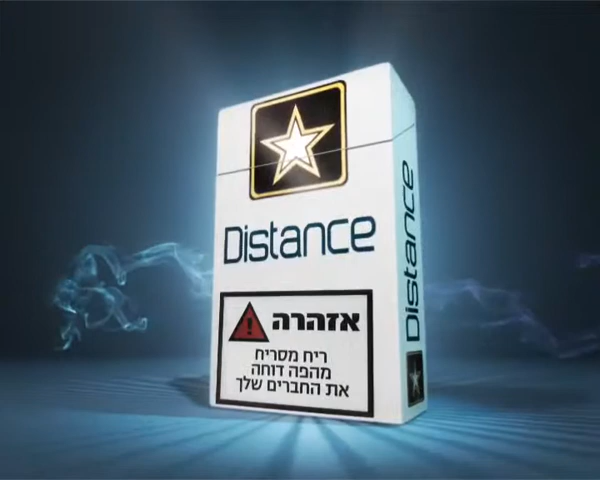 Distance
אזהרה
ריח מסריח
מהפה דוחה
את החברים שלך
Distance